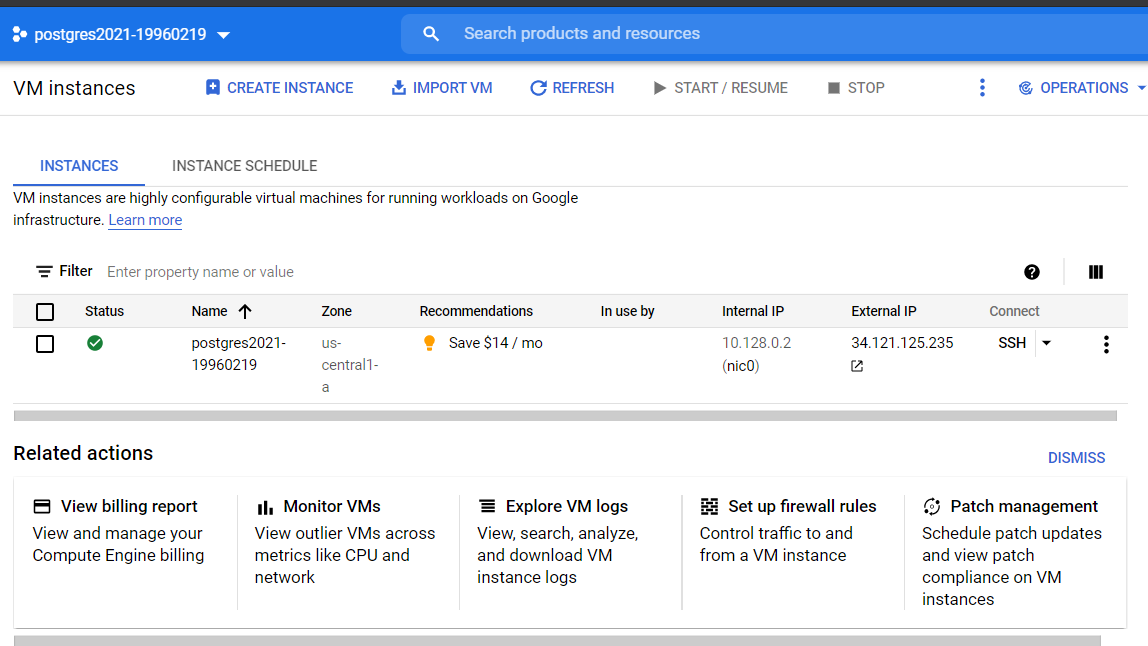 postgres2021-19960219
Search products and resources
VM instances
CREATE INSTANCE
IMPORT VM
REFRESH
START / RESUME
STOP
OPERATIONS
INSTANCES
INSTANCE SCHEDULE
VM instances are highly configurable virtual machines for running workloads on Google
infrastructure. Learn more
Filter Enter property name or value
Status Name Zone Recommendations In use by Internal IP External IP Connect
postgres2021- us- Save $14 / mo 10.128.0.2 34.121.125.235 SSH
19960219 central1- (nic0)
a
Related actions
DISMISS
View billing report
View and manage your
Compute Engine billing
Monitor VMs
View outlier VMs across
metrics like CPU and
network
Explore VM logs
View, search, analyze,
and download VM
instance logs
Set up firewall rules
Control traffic to and
from a VM instance
Patch management
Schedule patch updates
and view patch
compliance on VM
instances